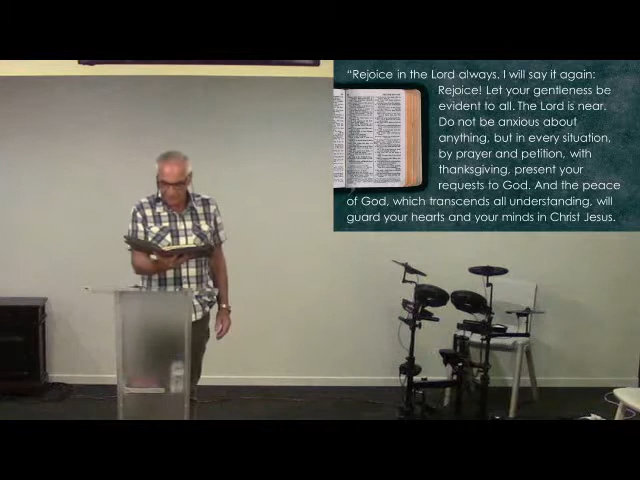 “Rejoice in the Lord always. I will say it again:
Rejoice! Let your gentleness be
evident to all. The Lord is near.
Do not be anxious about
anything, but in every situation,
by prayer and petition, with
thanksgiving, present your
requests to God. And the peace
of God, which transcends all understanding, will
guard your hearts and your minds in Christ Jesus.